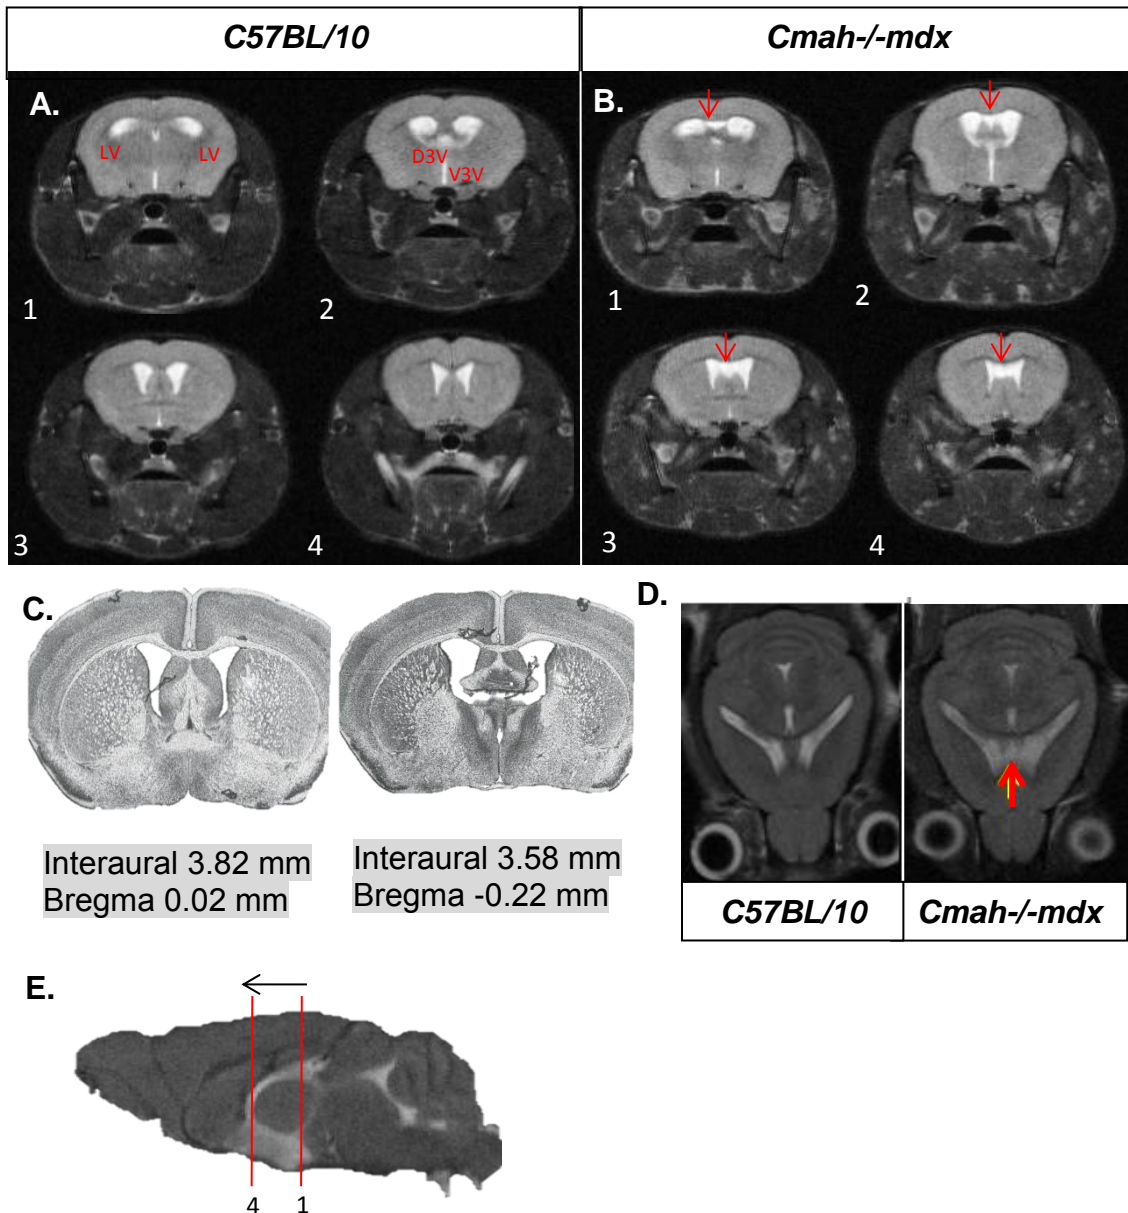 C57BL/10
Cmah-/-mdx
A.
LV
LV
1
D3V
V3V
2
3
4
B.
1
2
3
4
C.
Interaural 3.82 mm
Bregma 0.02 mm
Interaural 3.58 mm
Bregma -0.22 mm
D.
C57BL/10
Cmah-/-mdx
E.
4
1